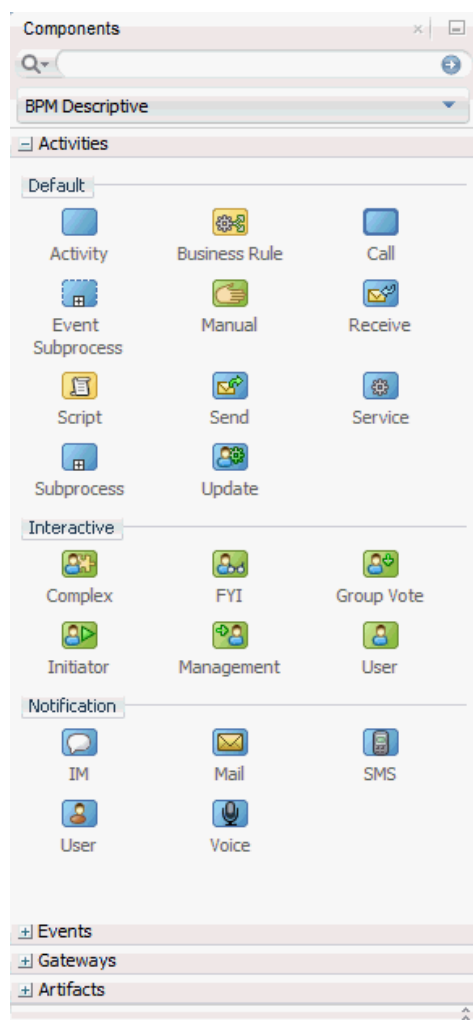 Components
BPM Descriptive
Activities
Default
Activity Business Rule Call
Event Manual Receive
Subprocess
Script Send Service
Subprocess Update
Interactive
Complex FYI Group Vote
Initiator Management User
Notification
IM Mail SMS
User Voice
Events
Gateways
Artifacts